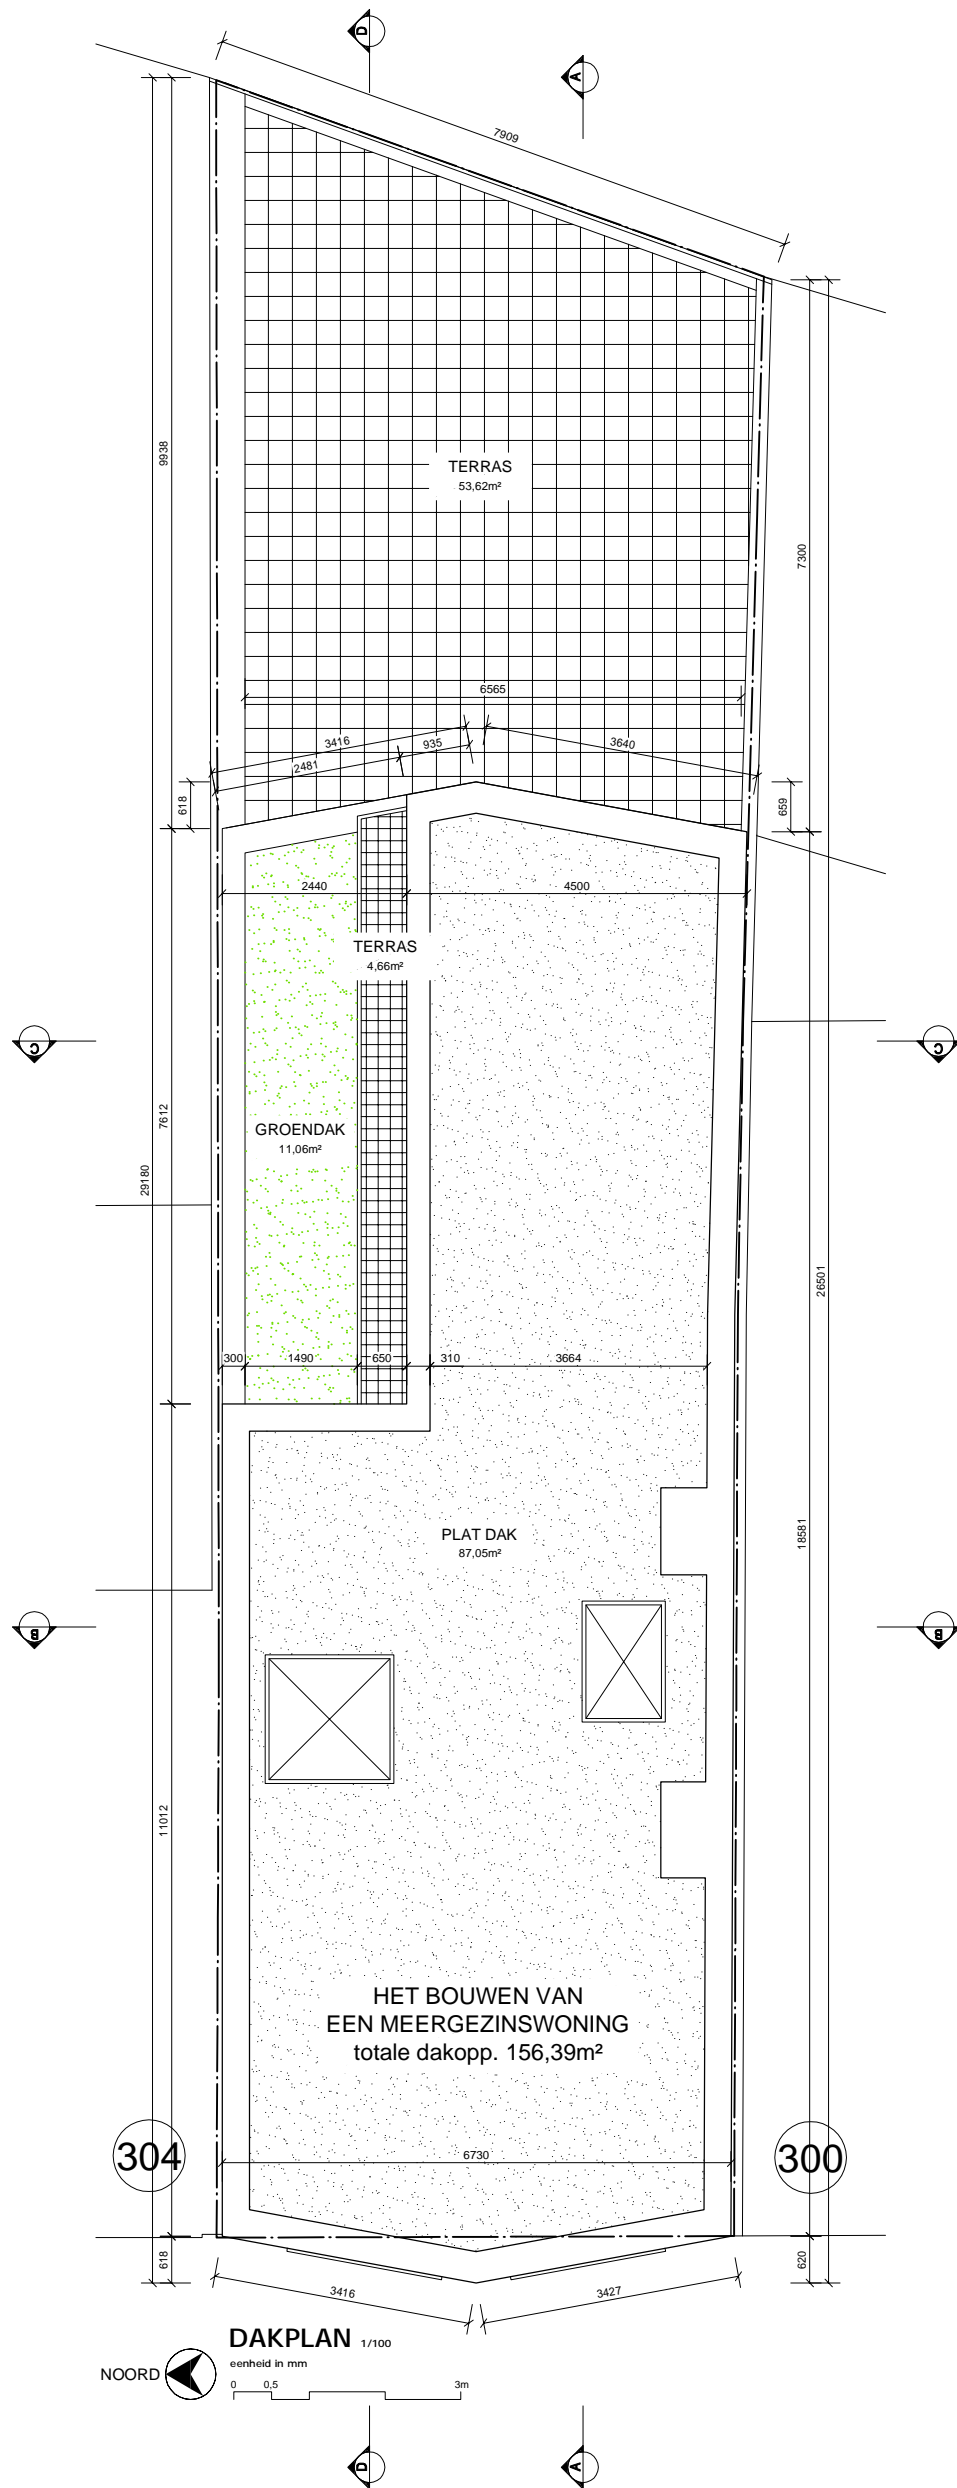 D
A
7909
9938
TERRAS
53,62m²
7300
6565
3416
935
3640
2481
618
659
2440
4500
TERRAS
4,66m²
C
C
7612
GROENDAK
11,06m²
29180
26501
300
1490
650
310
3664
PLAT DAK
87,05m²
18581
B
B
11012
HET BOUWEN VAN
EEN MEERGEZINSWONING
totale dakopp. 156,39m²
304
6730
300
618
620
3416
3427
DAKPLAN 1/100
eenheid in mm
NOORD
0 0,5 3m
D
A